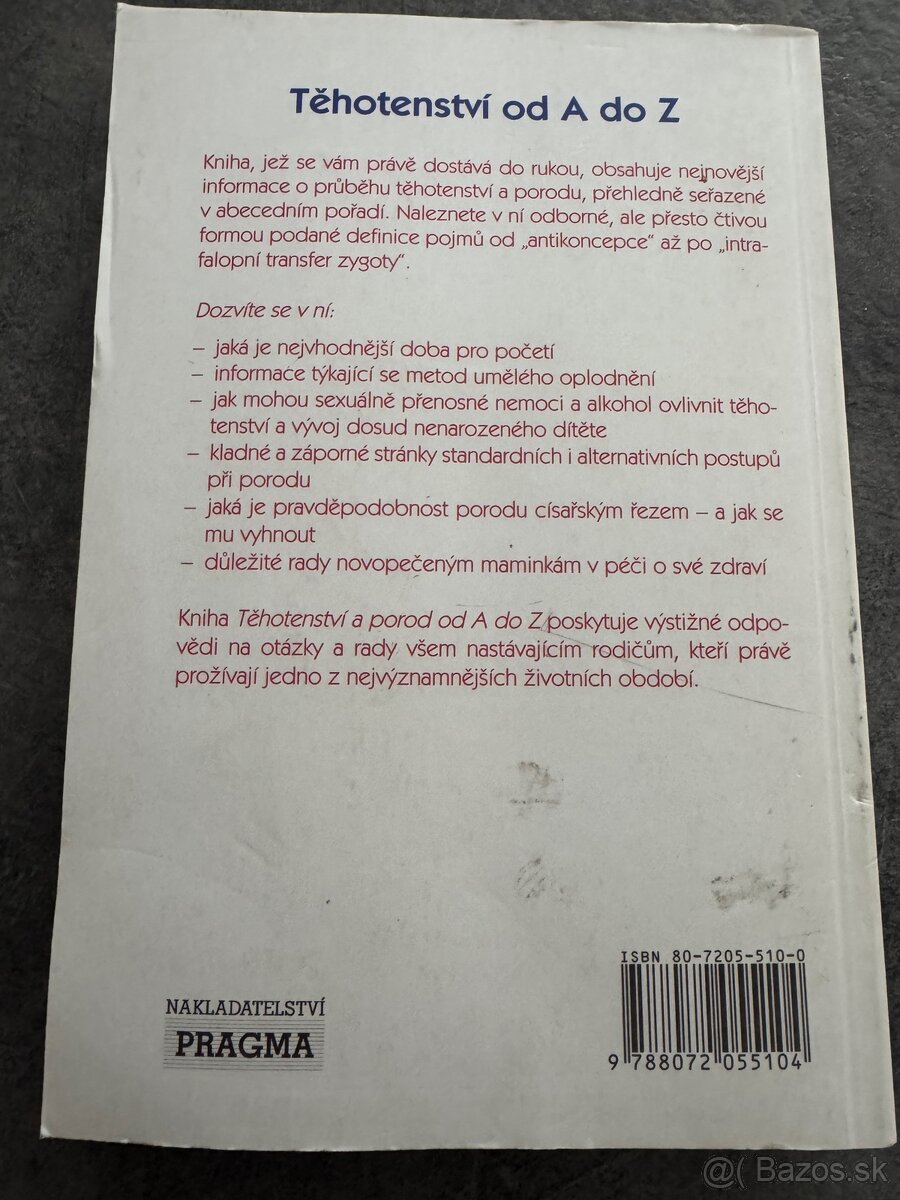 Těhotenství od A do Z
Kniha, jež se vám právě dostává do rukou, obsahuje nejnovější
informace o průběhu těhotenství a porodu, přehledně seřazené
v abecedním pořadí. Naleznete v ní odborné, ale přesto čtivou
formou podané definice pojmů od „antikoncepce“ až po „intra-
falopní transfer zygoty“.
Dozvíte se v ní:
– jaká je nejvhodnější doba pro početí
– informace týkající se metod umělého oplodnění
– jak mohou sexuálně přenosné nemoci a alkohol ovlivnit těho-
tenství a vývoj dosud nenarozeného dítěte
– kladné a záporné stránky standardních i alternativních postupů
při porodu
– jaká je pravděpodobnost porodu císařským řezem – a jak se
mu vyhnout
– důležité rady novopečeným maminkám v péči o své zdraví
Kniha Těhotenství a porod od A do Z poskytuje výstižné odpo-
vědi na otázky a rady všem nastávajícím rodičům, kteří právě
prožívají jedno z nejvýznamnějších životních období.
ISBN 80-7205-510-0
9 788072 055104
NAKLADATELSTVÍ
PRAGMA
@( Bazos.sk